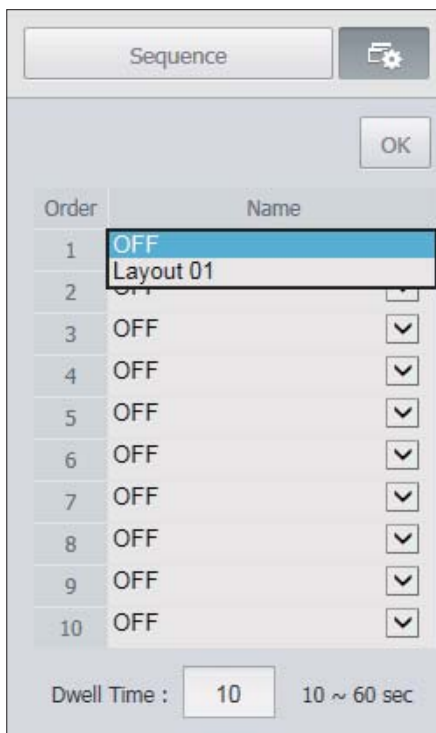 Sequence
OK
Order Name
1 OFF
Layout 01
2 OFF
3 OFF
4 OFF
5 OFF
6 OFF
7 OFF
8 OFF
9 OFF
10 OFF
Dwell Time : 10 10 ~ 60 sec